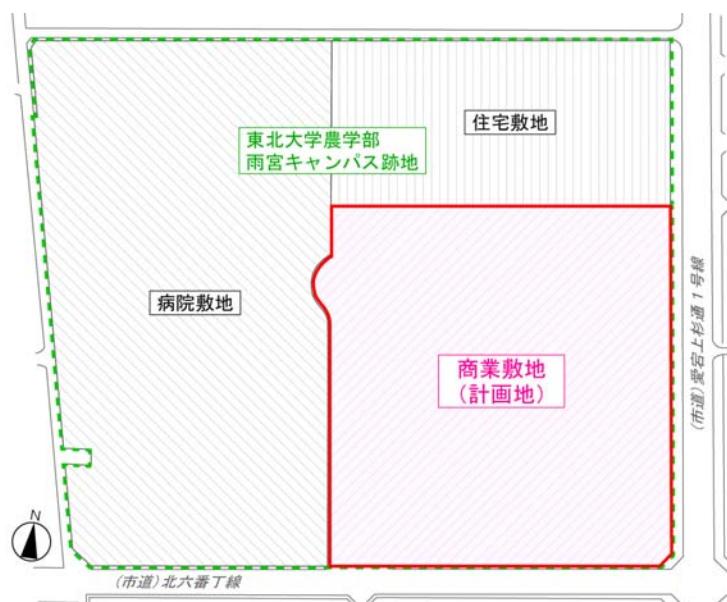 住宅敷地
東北大学農学部
雨宮キャンパス跡地
病院敷地
(市道)愛宕上杉通1号線
商業敷地
(計画地)
N
(市道)北六番丁線